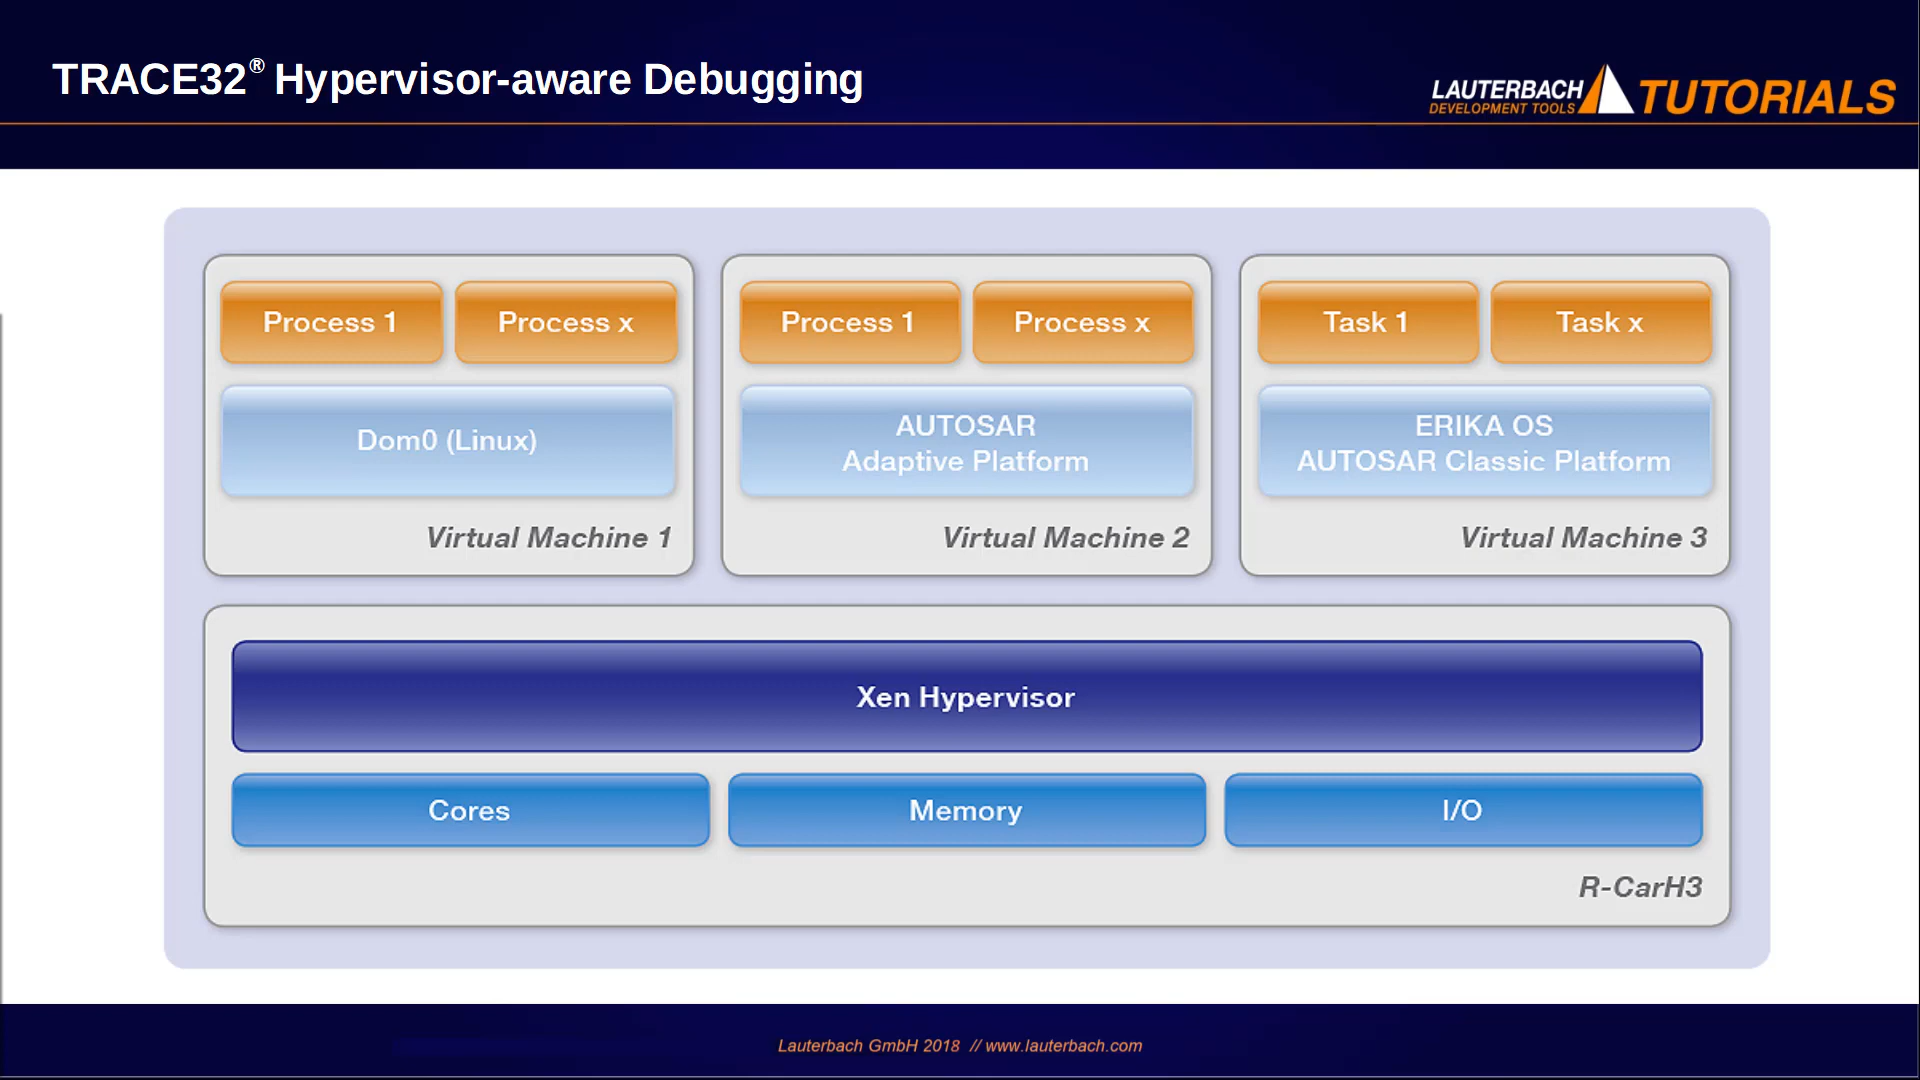 TRACE32® Hypervisor-aware Debugging
LAUTERBACH
DEVELOPMENT TOOLS
TUTORIALS
Process 1
Process x
Process 1
Process x
Task 1
Task x
Dom0 (Linux)
AUTOSAR
Adaptive Platform
ERIKA OS
AUTOSAR Classic Platform
Virtual Machine 1
Virtual Machine 2
Virtual Machine 3
Xen Hypervisor
Cores
Memory
I/O
R-CarH3
Lauterbach GmbH 2018 // www.lauterbach.com